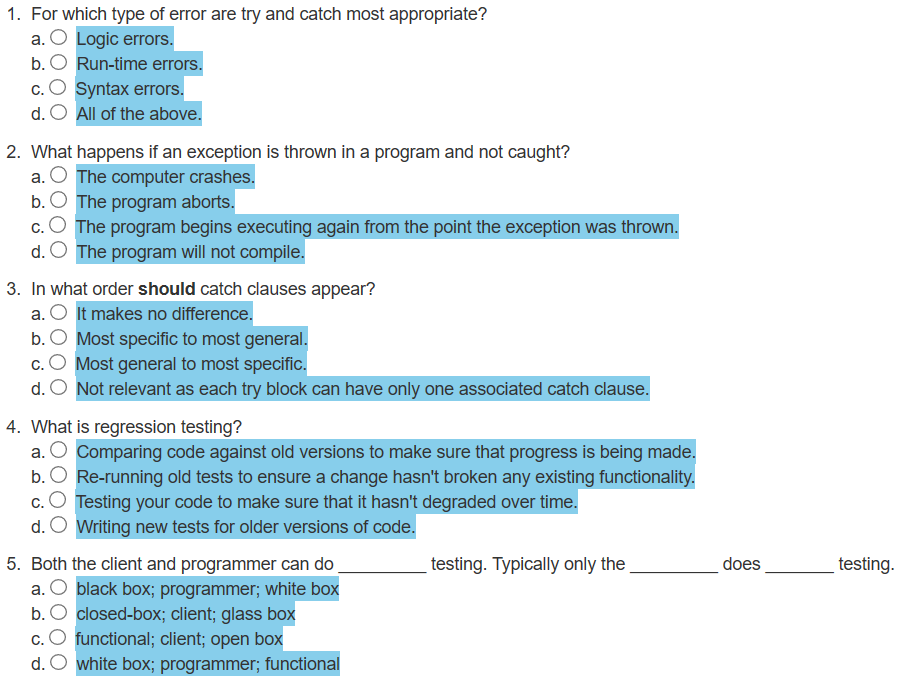 1. For which type of error are try and catch most appropriate?
a. Logic errors.
b. Run-time errors.
c. Syntax errors.
d. All of the above.
2. What happens if an exception is thrown in a program and not caught?
a. The computer crashes.
b. The program aborts.
c. The program begins executing again from the point the exception was thrown.
d. The program will not compile.
3. In what order should catch clauses appear?
a. It makes no difference.
b. Most specific to most general.
c. Most general to most specific.
d. Not relevant as each try block can have only one associated catch clause.
4. What is regression testing?
a. Comparing code against old versions to make sure that progress is being made.
b. Re-running old tests to ensure a change hasn't broken any existing functionality.
c. Testing your code to make sure that it hasn't degraded over time.
d. Writing new tests for older versions of code.
5. Both the client and programmer can do _________ testing. Typically only the _________ does _______ testing.
a. black box; programmer; white box
b. closed-box; client; glass box
c. functional; client; open box
d. white box; programmer; functional